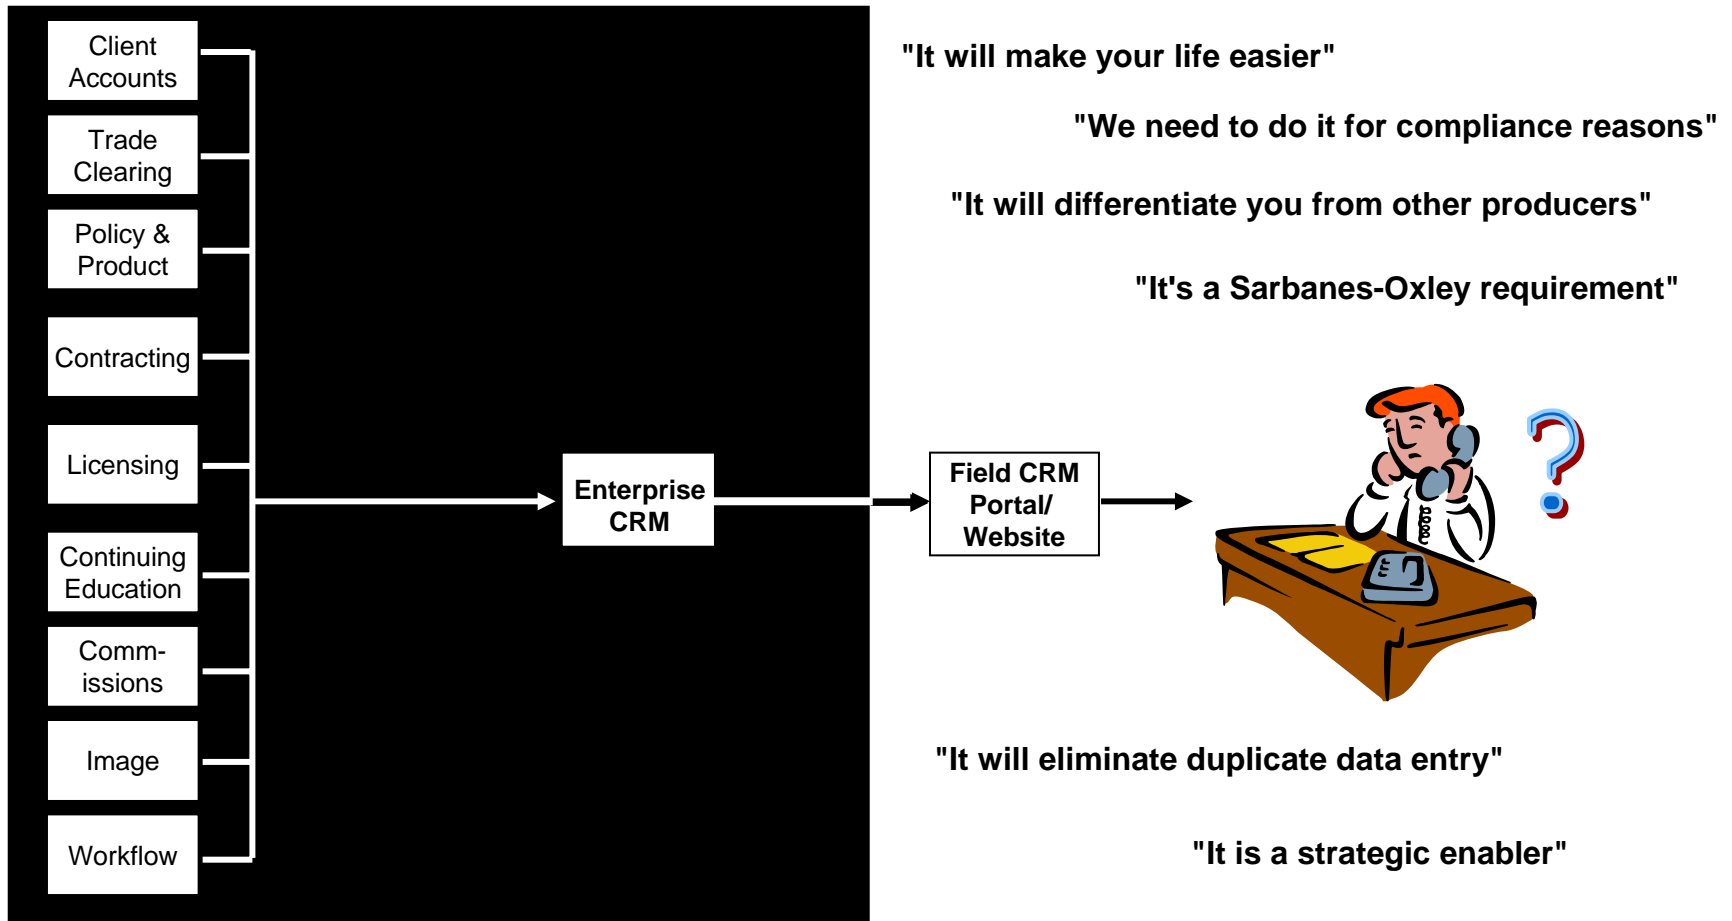 Client
Accounts
Trade
Clearing
Policy &
Product
Contracting
Licensing
Continuing
Education
Comm-
issions
Image
Workflow
Enterprise
CRM
Field CRM
Portal/
Website
"It will make your life easier"
"We need to do it for compliance reasons"
"It will differentiate you from other producers"
"It's a Sarbanes-Oxley requirement"
?
"It will eliminate duplicate data entry"
"It is a strategic enabler"